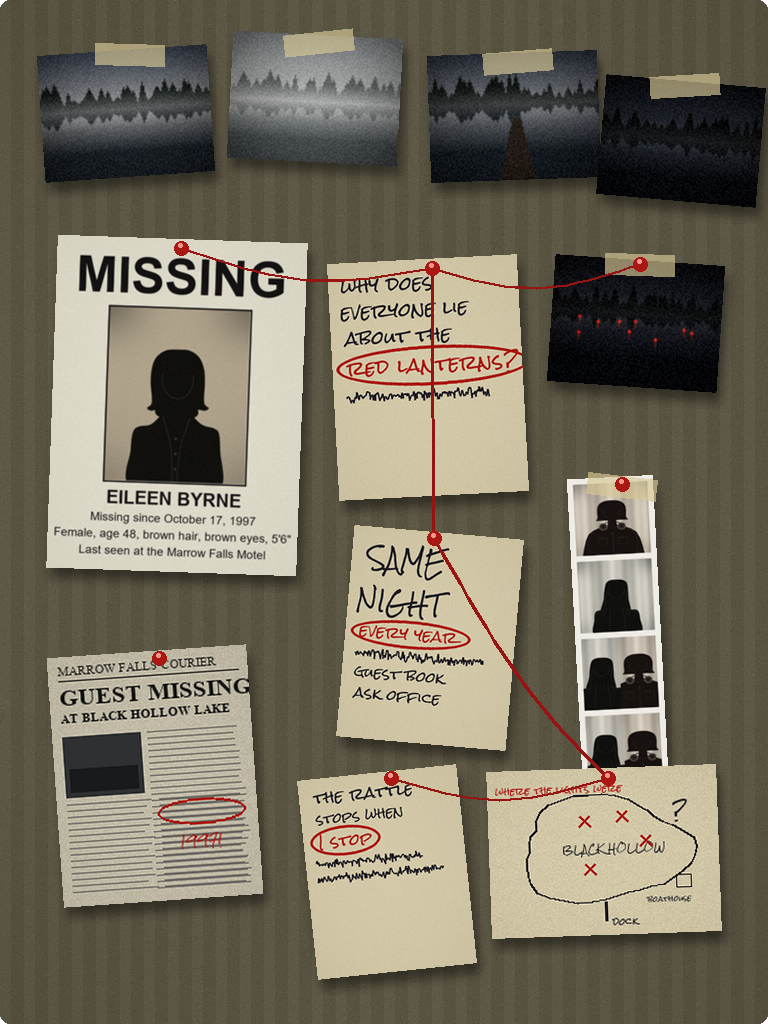 MISSING
EILEEN BYRNE
Missing since October 17, 1997
Female, age 48, brown hair, brown eyes, 5'6"
Last seen at the Marrow Falls Motel
WHY DOES
EVERYONE LIE
ABOUT THE
RED LANTERNS?
SAME
NIGHT
EVERY YEAR
GUEST BOOK
ASK OFFICE
MARROW FALLS COURIER
GUEST MISSING
AT BLACK HOLLOW LAKE
THE RATTLE
STOPS WHEN
I STOP
WHERE THE LIGHTS WERE
?
BLACKHOLLOW
BOATHOUSE
DOCK